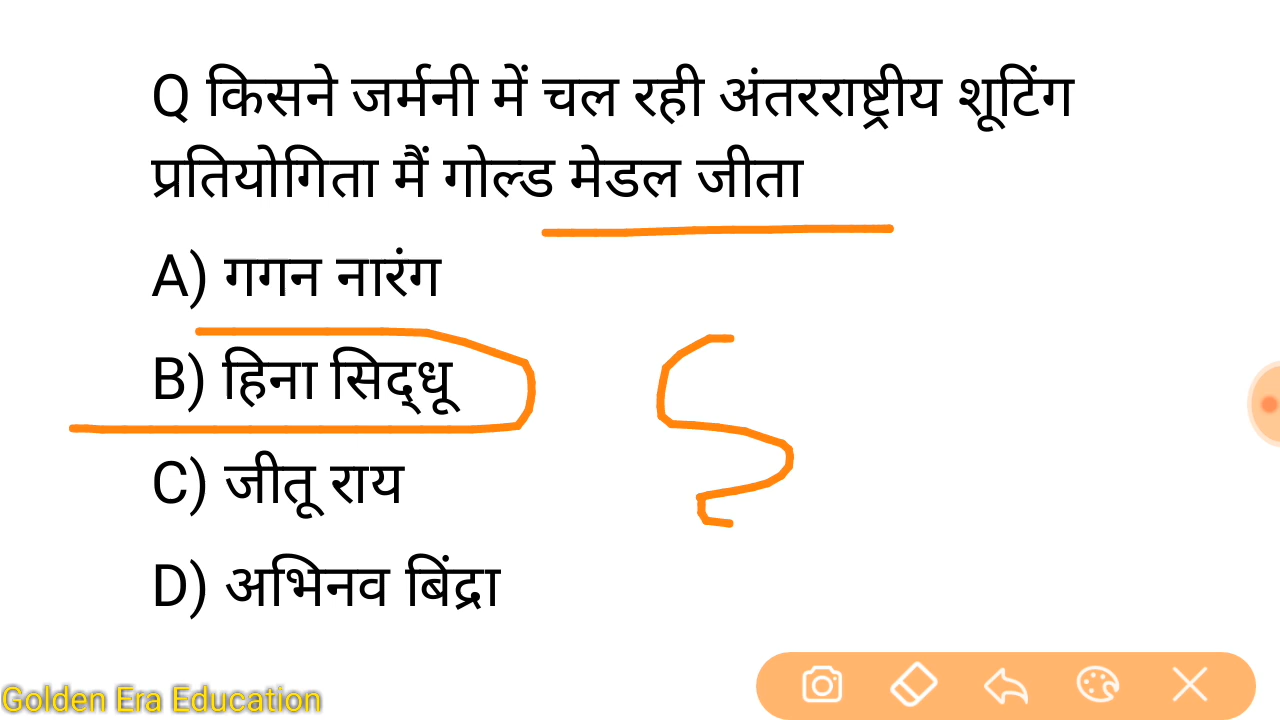 Q किसने जर्मनी में चल रही अंतरराष्ट्रीय शूटिंग
प्रतियोगिता मैं गोल्ड मेडल जीता
A) गगन नारंग
B) हिना सिद्धू
C) जीतू राय
D) अभिनव बिंद्रा
Golden Era Education